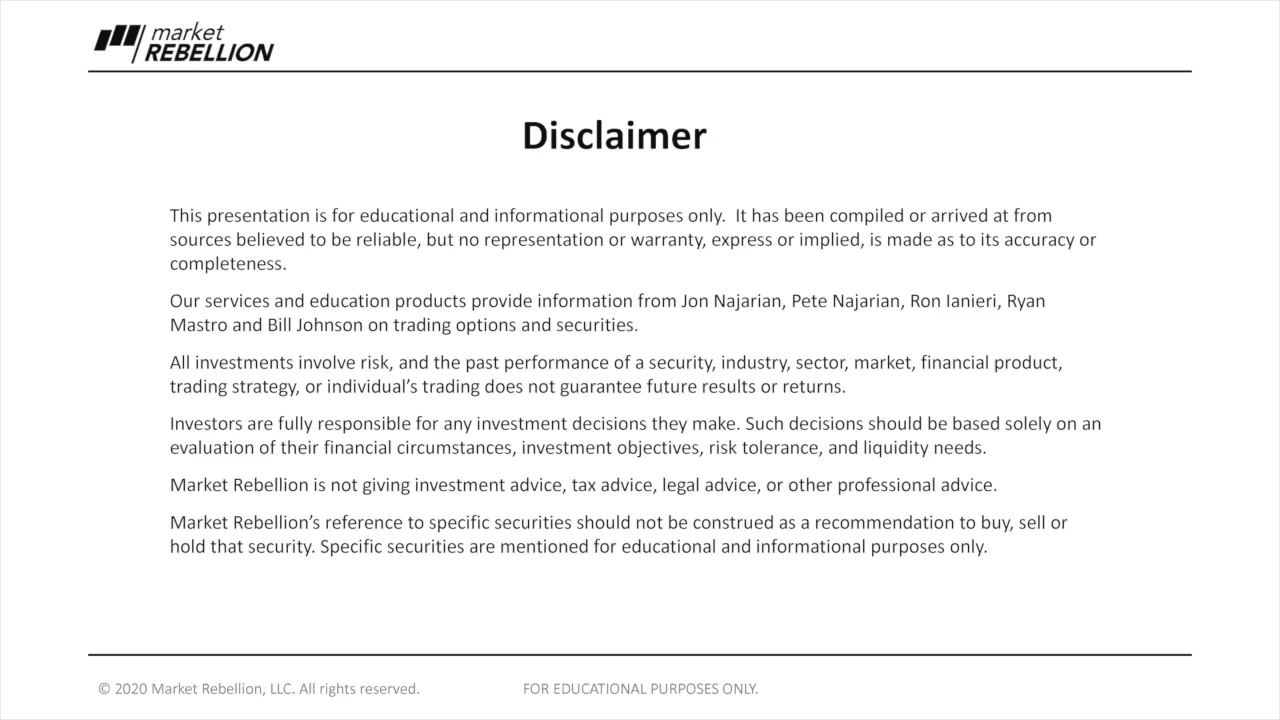 market
REBELLION
Disclaimer
This presentation is for educational and informational purposes only.  It has been compiled or arrived at from
sources believed to be reliable, but no representation or warranty, express or implied, is made as to its accuracy or
completeness.
Our services and education products provide information from Jon Najarian, Pete Najarian, Ron Ianieri, Ryan
Mastro and Bill Johnson on trading options and securities.
All investments involve risk, and the past performance of a security, industry, sector, market, financial product,
trading strategy, or individual’s trading does not guarantee future results or returns.
Investors are fully responsible for any investment decisions they make. Such decisions should be based solely on an
evaluation of their financial circumstances, investment objectives, risk tolerance, and liquidity needs.
Market Rebellion is not giving investment advice, tax advice, legal advice, or other professional advice.
Market Rebellion’s reference to specific securities should not be construed as a recommendation to buy, sell or
hold that security. Specific securities are mentioned for educational and informational purposes only.
© 2020 Market Rebellion, LLC. All rights reserved.
FOR EDUCATIONAL PURPOSES ONLY.